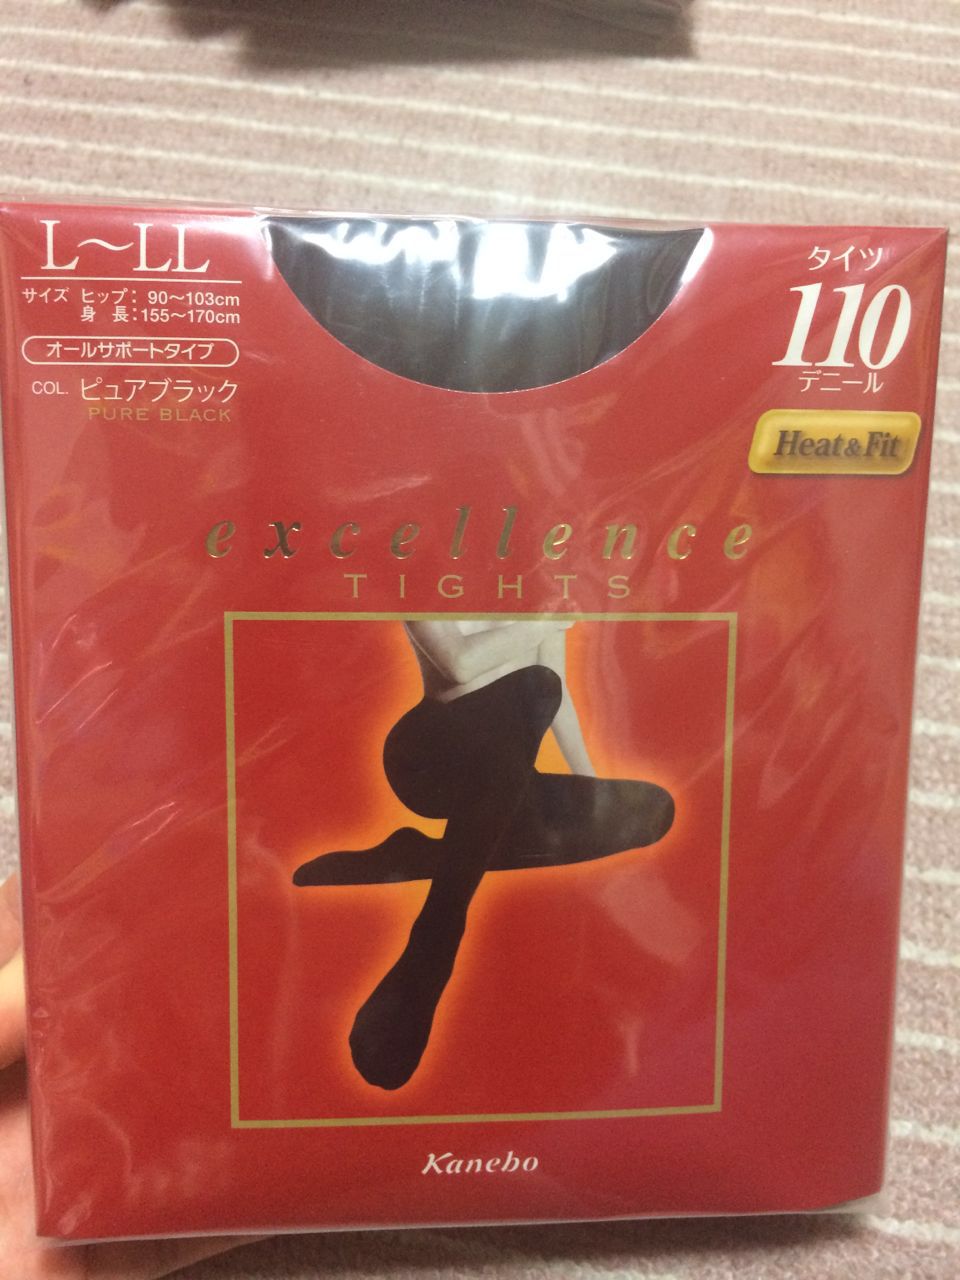 L〜LL
サイズ ヒップ: 90〜103cm
身 長:155〜170cm
オールサポートタイプ
COL. ピュアブラック
PURE BLACK
タイツ
110
デニール
Heat&Fit
excellence
TIGHTS
Kanebo